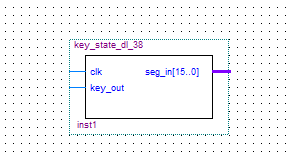 key_state_dl_38
clk seg_in[15..0]
key_out
inst1